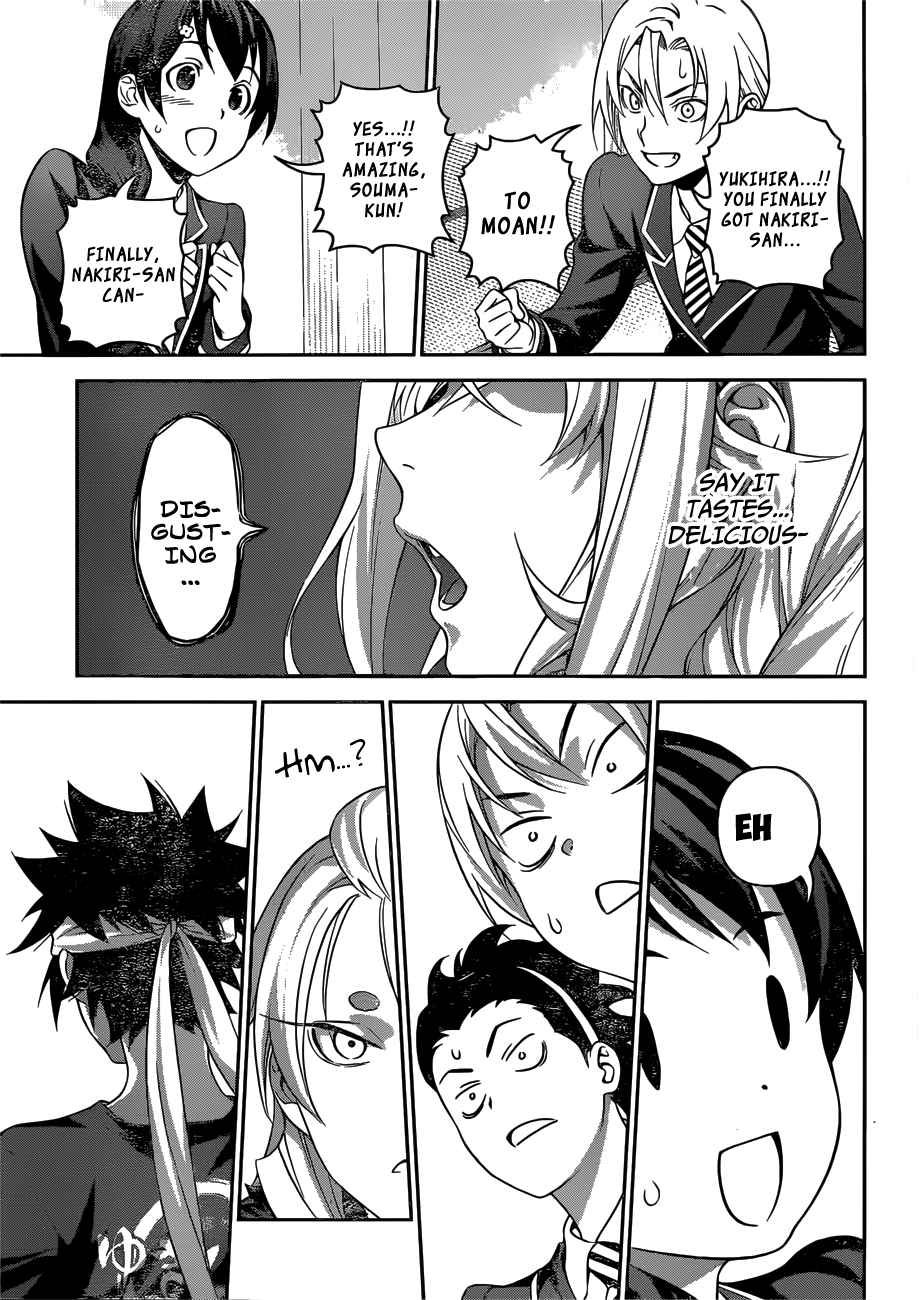 YUKIHIRA...!!
YOU FINALLY
GOT NAKIRI-
SAN...
TO
MOAN!!
YES...!!
THAT'S
AMAZING,
SOUMA-
KUN!
FINALLY,
NAKIRI-SAN
CAN-
SAY IT
TASTES...
DELICIOUS-
DIS-
GUST-
ING
...
EH
HM...?
ゆ